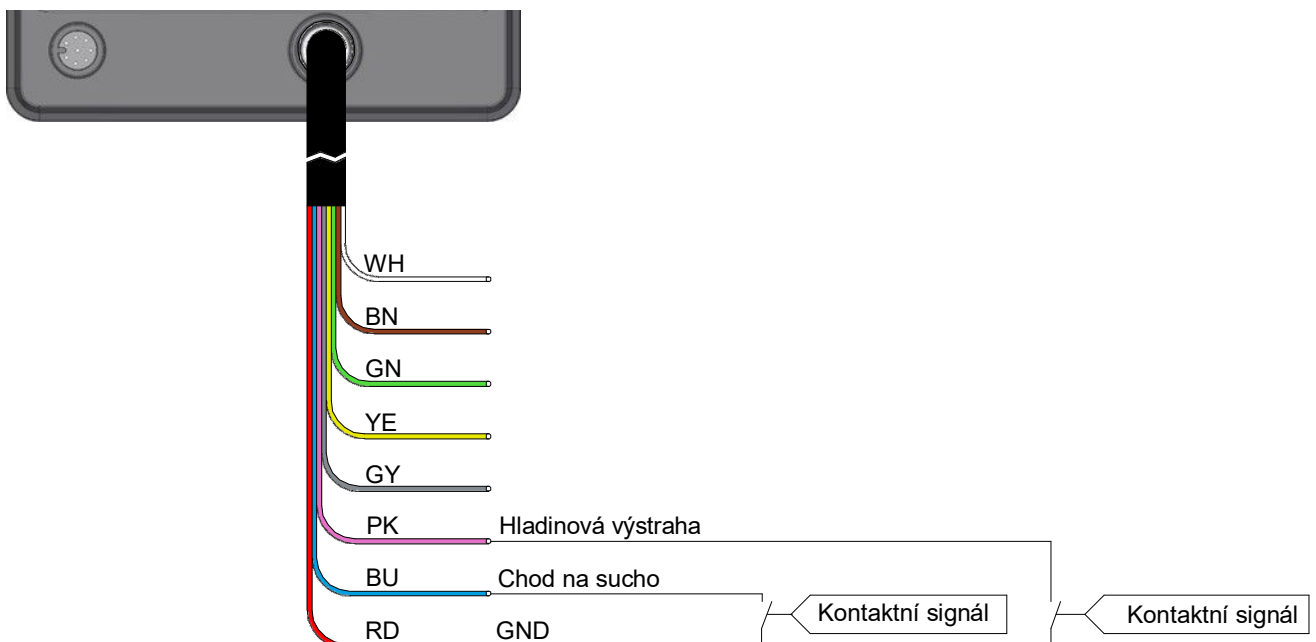 WH
BN
GN
YE
GY
PK Hladinová výstraha
BU Chod na sucho
Kontaktní signál Kontaktní signál
RD GND